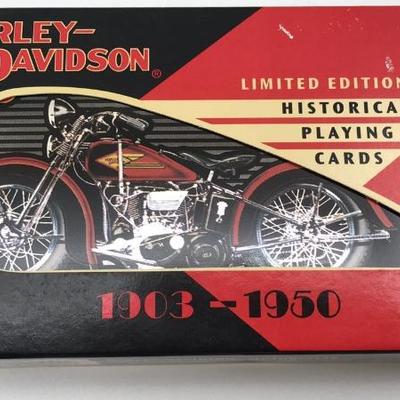 RLEY-
DAVIDSON®
LIMITED EDITION
HISTORICA
PLAYING
CARDS
1903-1950